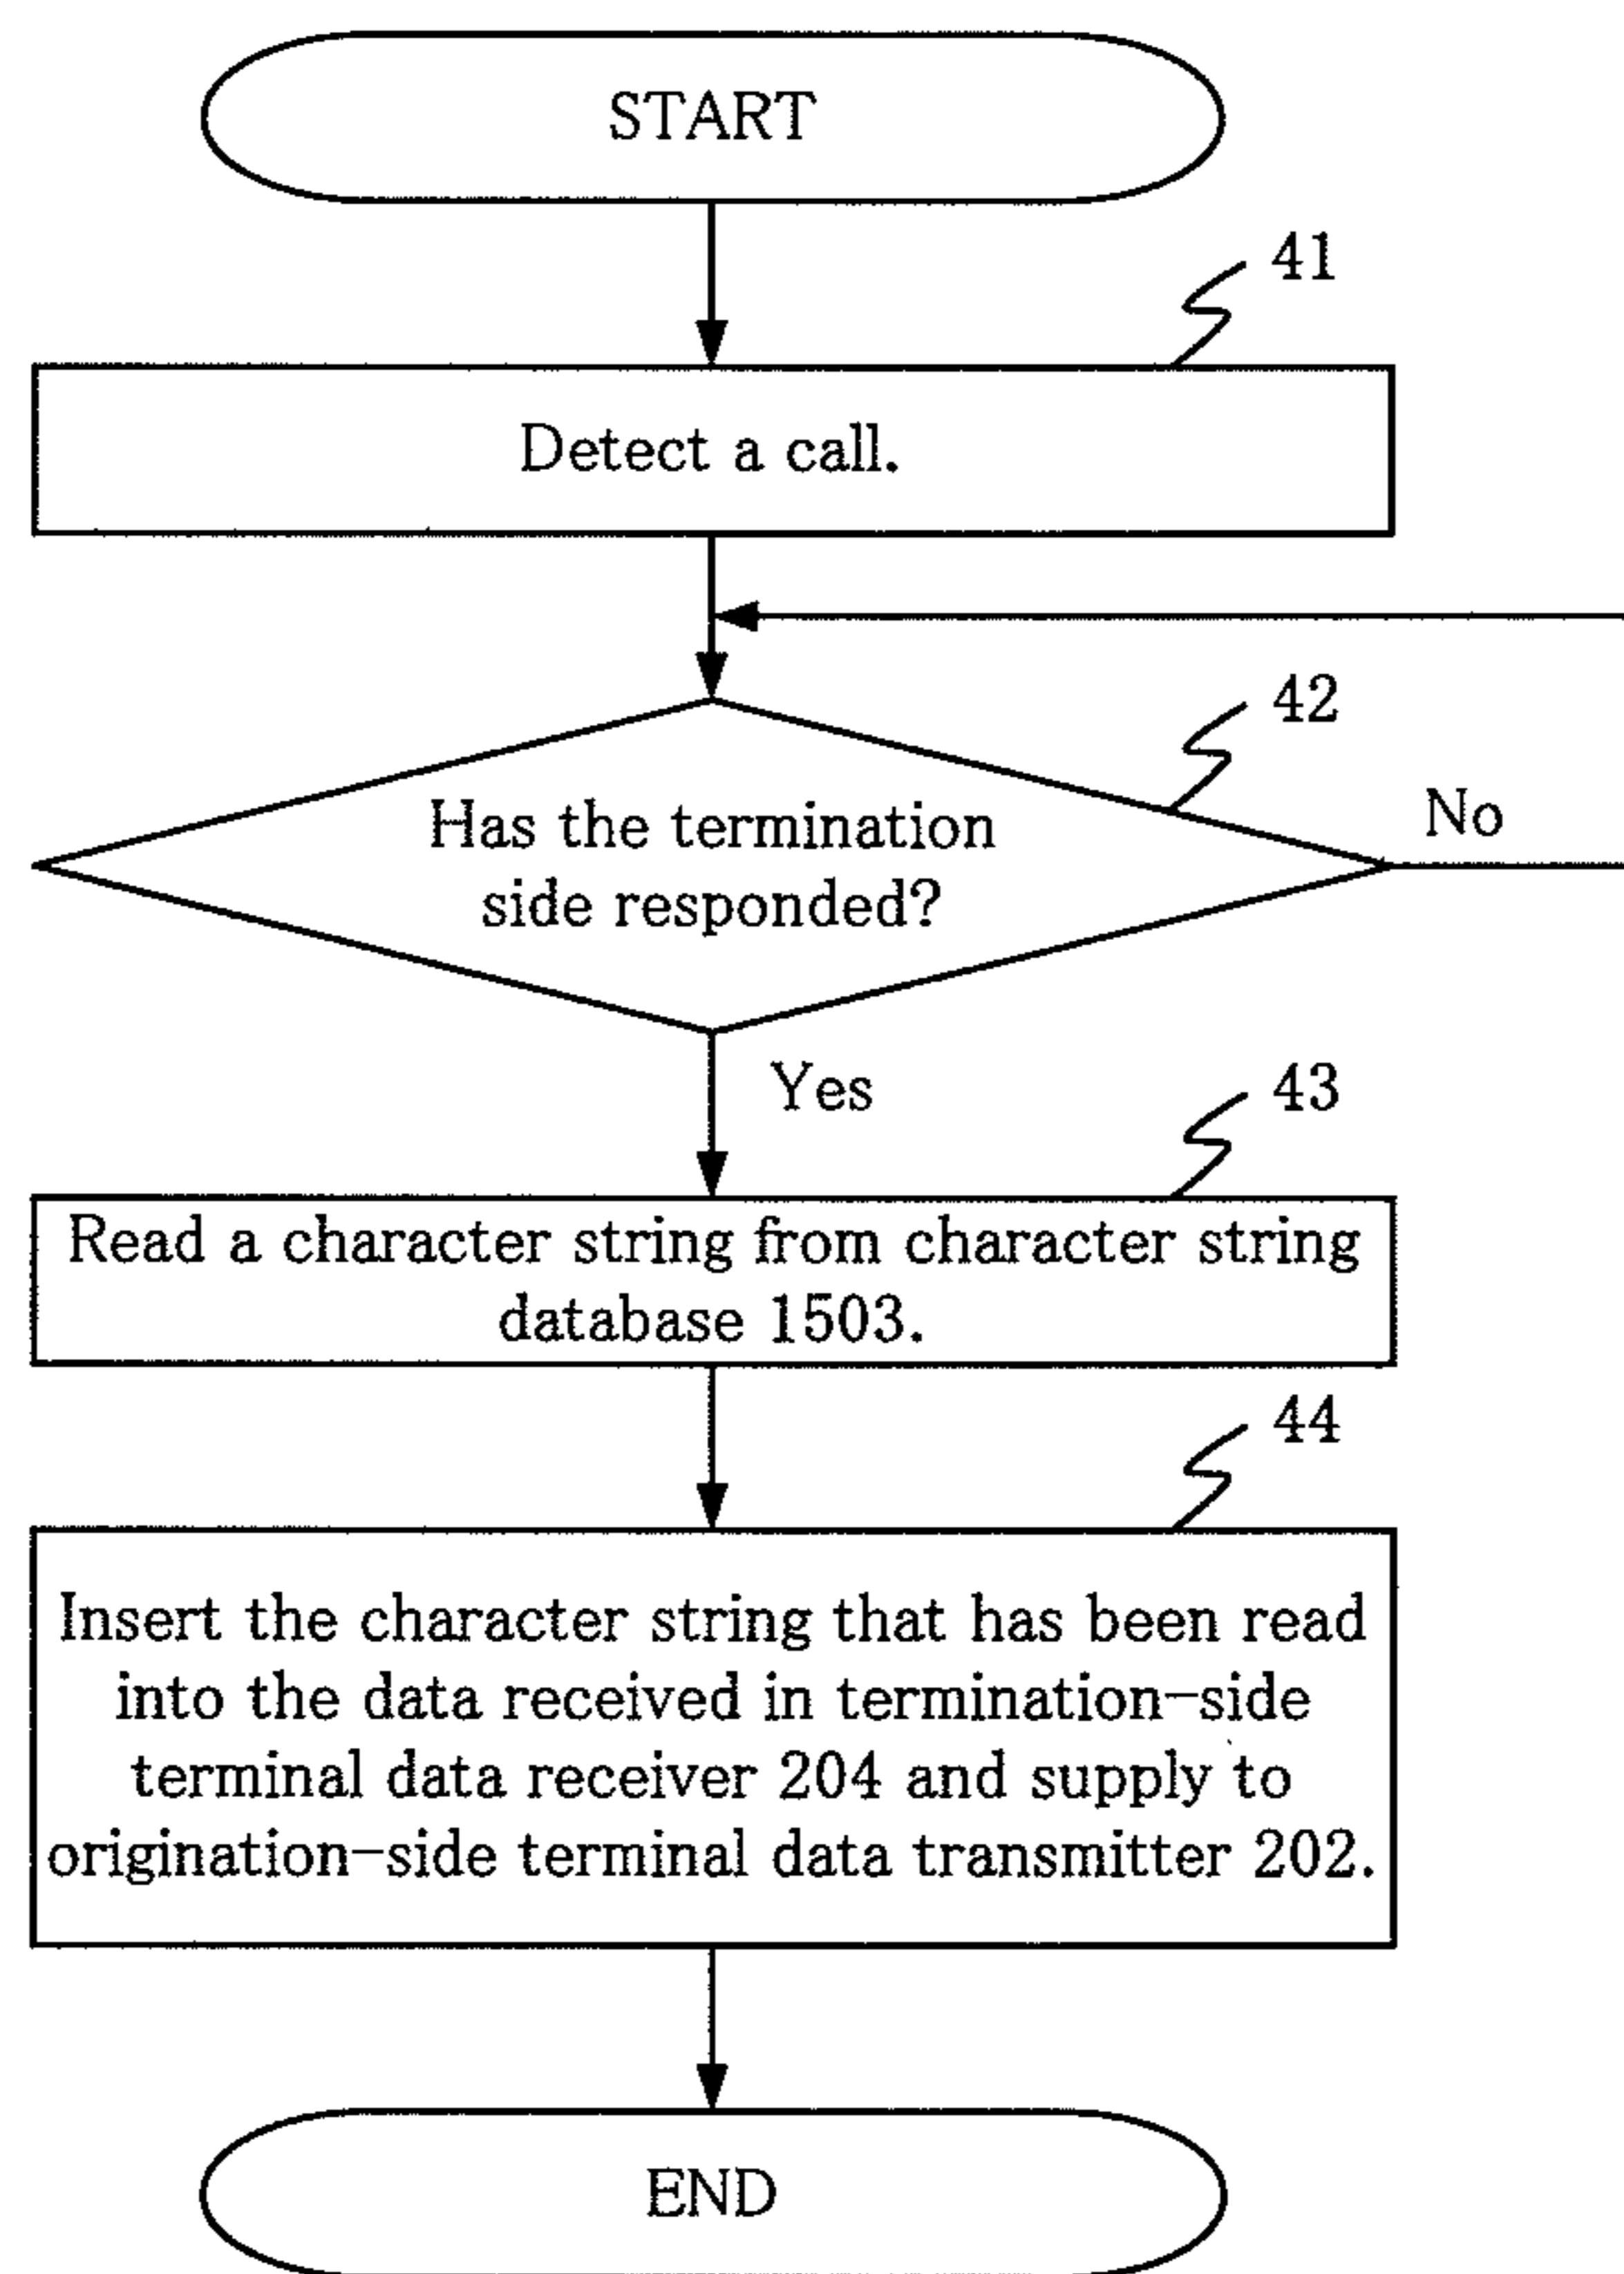 START
41
Detect a call.
42
Has the termination
side responded?
No
Yes
43
Read a character string from character string
database 1503.
44
Insert the character string that has been read
into the data received in termination-side
terminal data receiver 204 and supply to
origination-side terminal data transmitter 202.
END